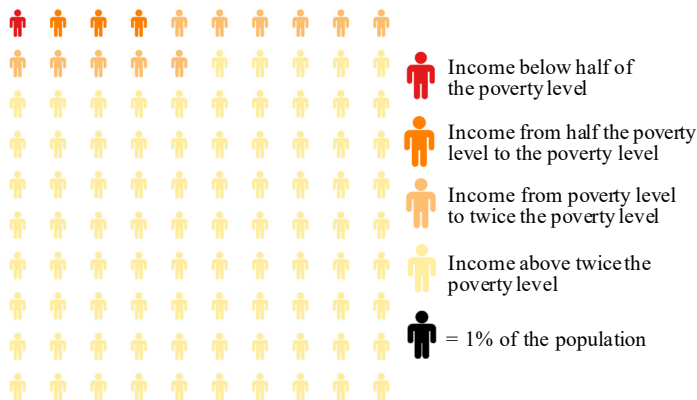 Income below half of
the poverty level
Income from half the poverty
level to the poverty level
Income from poverty level
to twice the poverty level
Income above twice the
poverty level
= 1% of the population